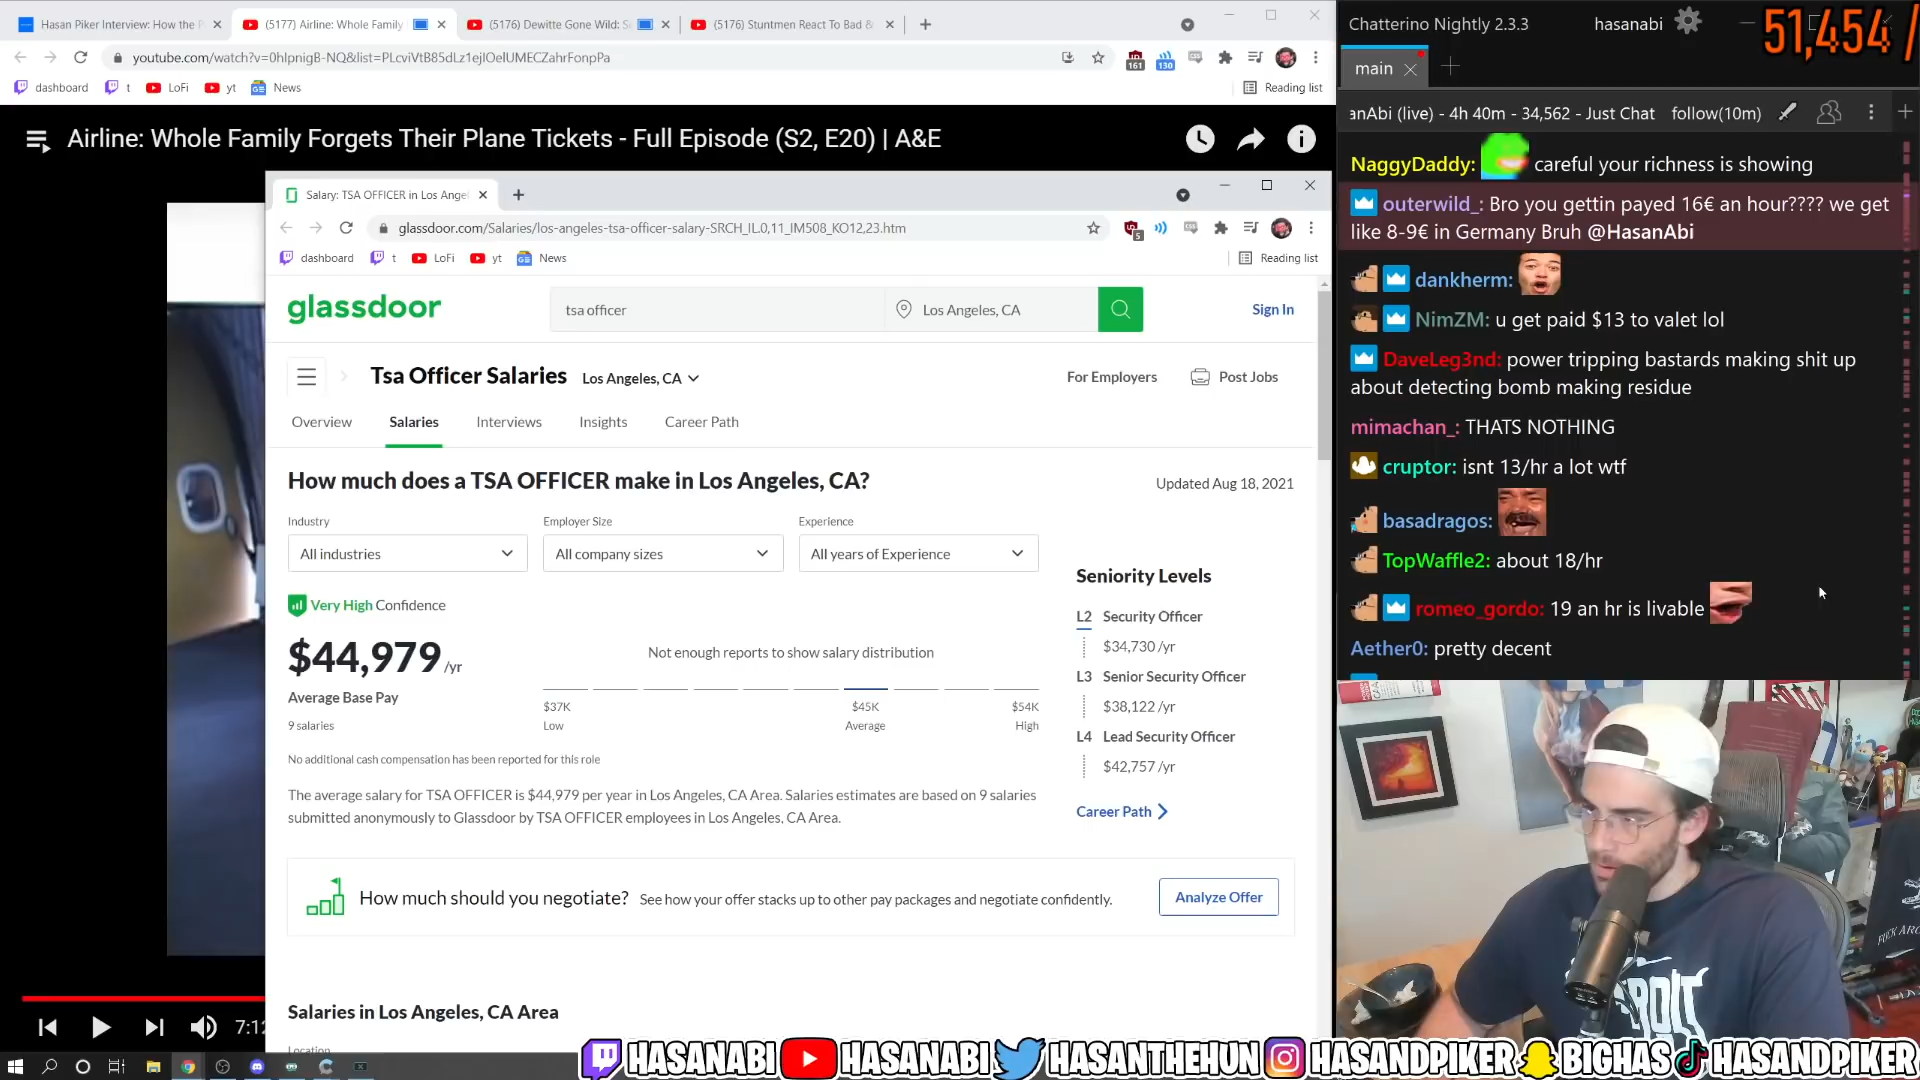 Hasan Piker Interview: How the P
(5177) Airline: Whole Family
(5176) Dewitte Gone Wild: S
(5176) Stuntmen React To Bad &
youtube.com/watch?v=0hlpnigB-NQ&list=PLcviVtB85dLz1ejIOelUMECZahrFonpPa
161
130
dashboard
t
LoFi
yt
News
Reading list
Airline: Whole Family Forgets Their Plane Tickets - Full Episode (S2, E20) | A&E
Salary: TSA OFFICER in Los Ange
glassdoor.com/Salaries/los-angeles-tsa-officer-salary-SRCH_IL.0,11_IM508_KO12,23.htm
5
dashboard
t
LoFi
yt
News
Reading list
glassdoor
tsa officer
Los Angeles, CA
Sign In
Tsa Officer Salaries
Los Angeles, CA
For Employers
Post Jobs
Overview
Salaries
Interviews
Insights
Career Path
How much does a TSA OFFICER make in Los Angeles, CA?
Updated Aug 18, 2021
Industry
Employer Size
Experience
All industries
All company sizes
All years of Experience
Very High Confidence
$44,979 /yr
Average Base Pay
9 salaries
Not enough reports to show salary distribution
$37K
$45K
$54K
Low
Average
High
No additional cash compensation has been reported for this role
The average salary for TSA OFFICER is $44,979 per year in Los Angeles, CA Area. Salaries estimates are based on 9 salaries
submitted anonymously to Glassdoor by TSA OFFICER employees in Los Angeles, CA Area.
Seniority Levels
L2 Security Officer
$34,730 /yr
L3 Senior Security Officer
$38,122 /yr
L4 Lead Security Officer
$42,757 /yr
Career Path
How much should you negotiate? See how your offer stacks up to other pay packages and negotiate confidently.
Analyze Offer
Salaries in Los Angeles, CA Area
Location
7:12
Chatterino Nightly 2.3.3
hasanabi
51,454 /
main
anAbi (live) - 4h 40m - 34,562 - Just Chat
follow(10m)
NaggyDaddy: careful your richness is showing
outerwild_: Bro you gettin payed 16€ an hour???? we get
like 8-9€ in Germany Bruh @HasanAbi
dankherm:
NimZM: u get paid $13 to valet lol
DaveLeg3nd: power tripping bastards making shit up
about detecting bomb making residue
mimachan_: THATS NOTHING
cruptor: isnt 13/hr a lot wtf
basadragos:
TopWaffle2: about 18/hr
romeo_gordo: 19 an hr is livable
Aether0: pretty decent
HASANABI
HASANABI
HASANTHEHUN
HASANDPIKER
BIGHAS
HASANDPIKER